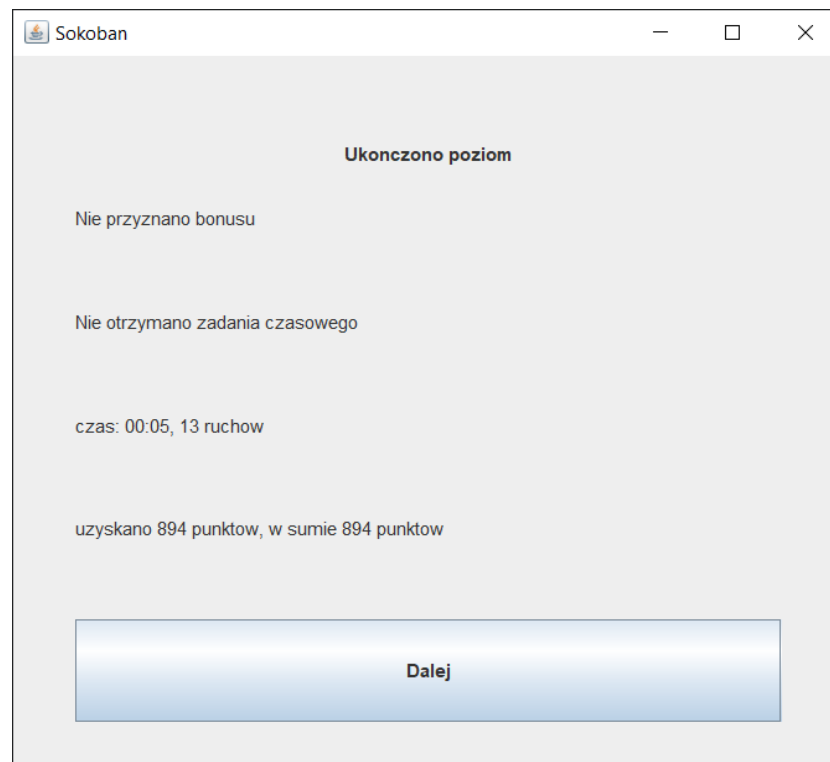 Sokoban
Ukonczono poziom
Nie przyznano bonusu
Nie otrzymano zadania czasowego
czas: 00:05, 13 ruchow
uzyskano 894 punktow, w sumie 894 punktow
Dalej